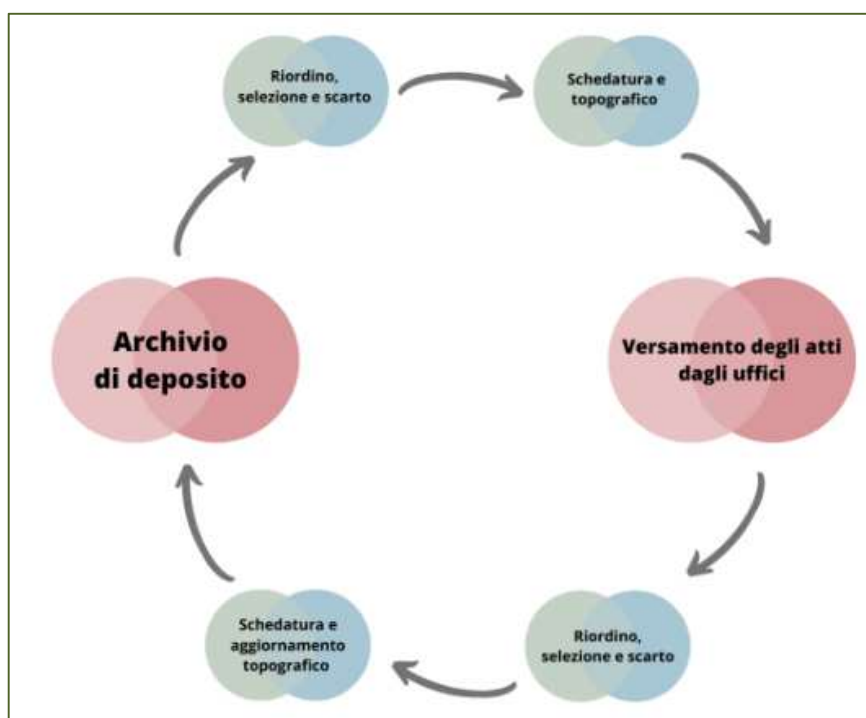 Riordino,
selezione e scarto
Schedatura e
topografico
Archivio
di deposito
Versamento degli atti
dagli uffici
Schedatura e
aggiornamento
topografico
Riordino,
selezione e scarto